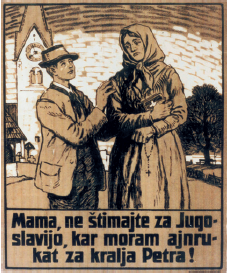 Mama, ne štimajte za Jugo-
slavijo, kar moram ajnru-
kat za kralja Petra!